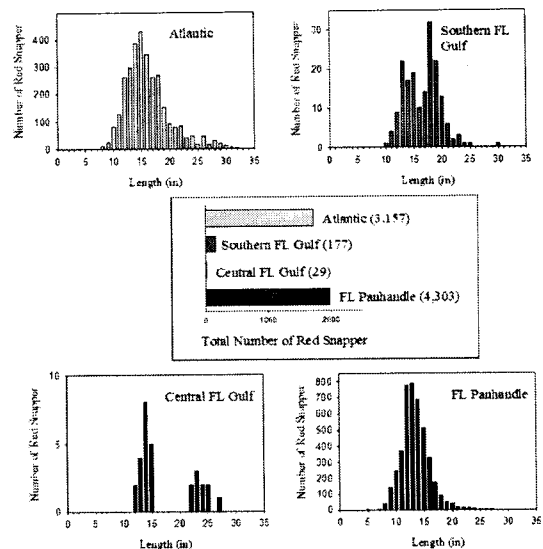 Atlantic
Number of Red Snapper
400
300
200
100
0
0 5 10 15 20 25 30 35
Length (in)
Southern FL
Gulf
Number of Red Snapper
30
20
10
0
0 5 10 15 20 25 30 35
Length (in)
Atlantic (3,157)
Southern FL Gulf (177)
Central FL Gulf (29)
FL Panhandle (4,303)
0
Total Number of Red Snapper
Central FL Gulf
Number of Red Snapper
10
5
0
0 5 10 15 20 25 30 35
Length (in)
FL Panhandle
Number of Red Snapper
800
700
600
500
400
300
200
100
0
0 5 10 15 20 25 30 35
Length (in)